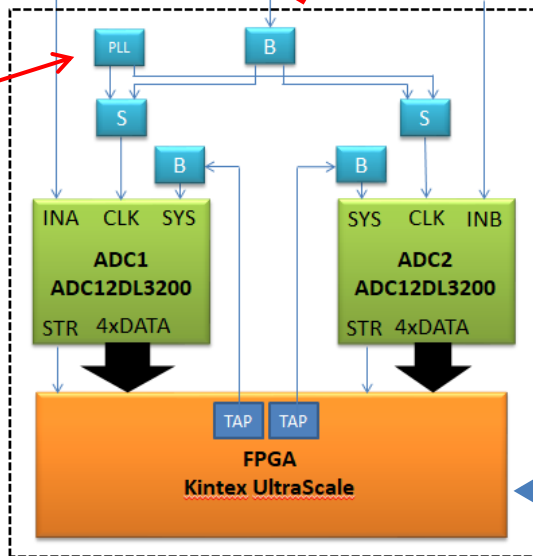 PLL
B
S
S
B
B
INA CLK SYS
SYS CLK INB
ADC1
ADC12DL3200
ADC2
ADC12DL3200
STR 4xDATA
STR 4xDATA
TAP
TAP
FPGA
Kintex UltraScale